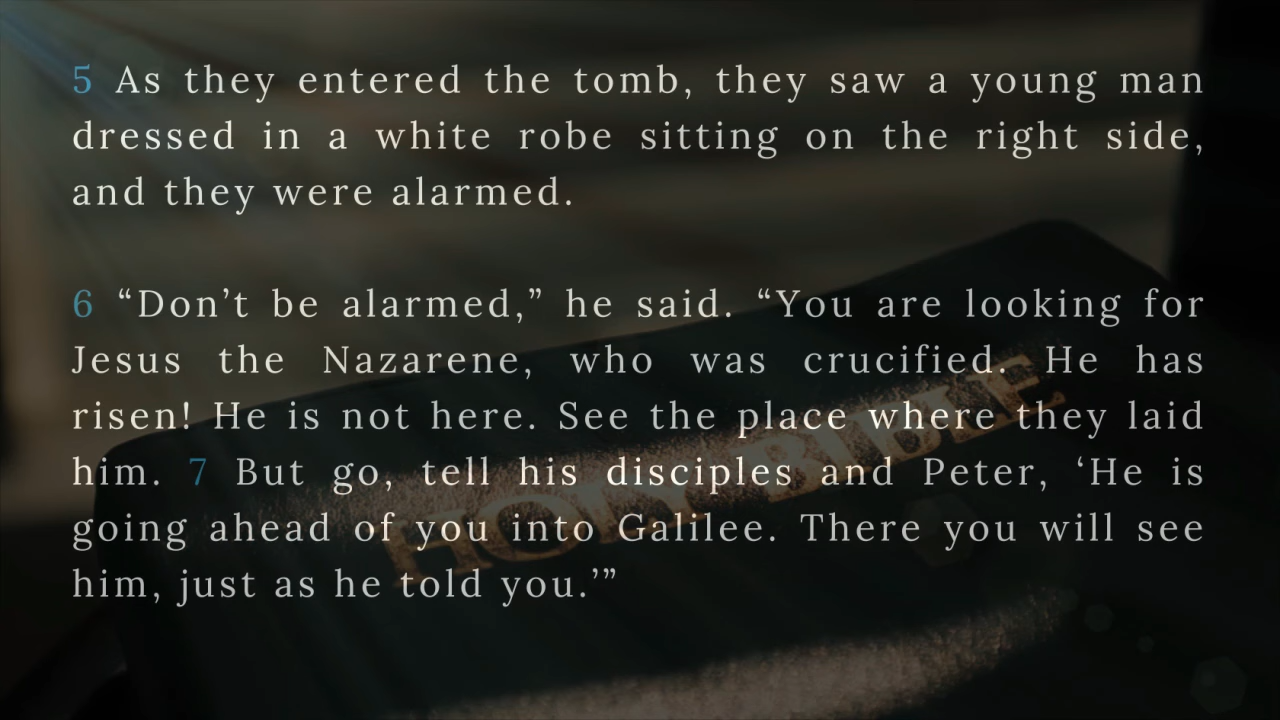 5 As they entered the tomb, they saw a young man
dressed in a white robe sitting on the right side,
and they were alarmed.
6 “Don’t be alarmed,” he said. “You are looking for
Jesus the Nazarene, who was crucified. He has
risen! He is not here. See the place where they laid
him. 7 But go, tell his disciples and Peter, ‘He is
going ahead of you into Galilee. There you will see
him, just as he told you.’”
HOLY BIBLE